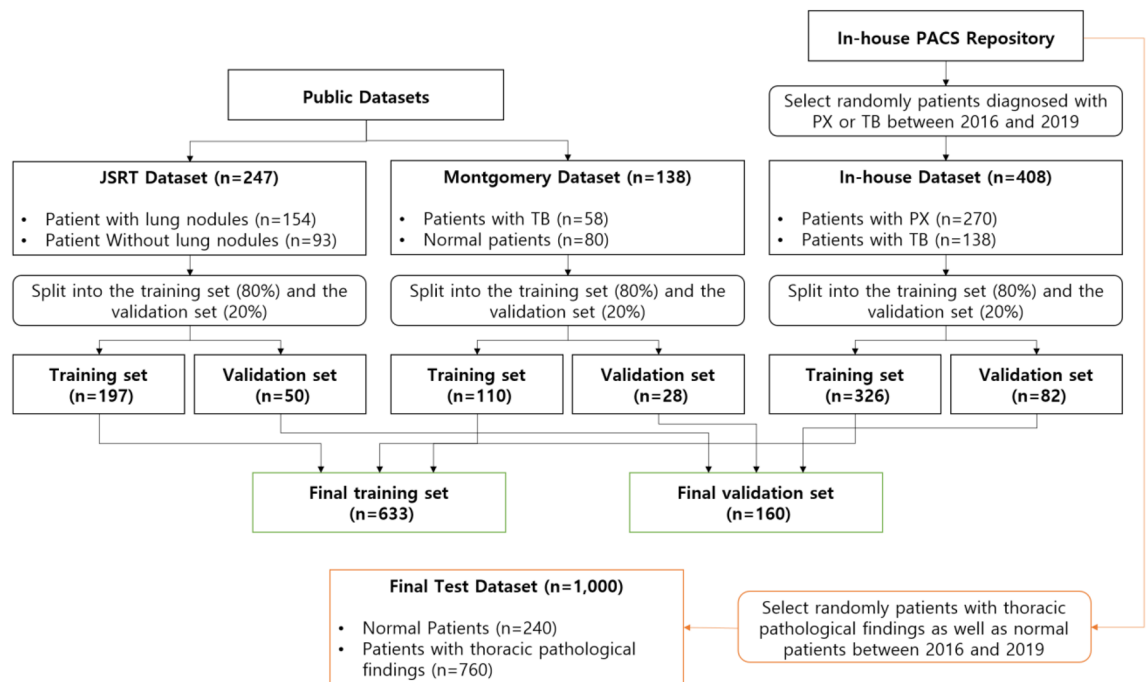 In-house PACS Repository
Public Datasets
Select randomly patients diagnosed with
PX or TB between 2016 and 2019
JSRT Dataset (n=247)
• Patient with lung nodules (n=154)
• Patient Without lung nodules (n=93)
Montgomery Dataset (n=138)
• Patients with TB (n=58)
• Normal patients (n=80)
In-house Dataset (n=408)
• Patients with PX (n=270)
• Patients with TB (n=138)
Split into the training set (80%) and the
validation set (20%)
Split into the training set (80%) and the
validation set (20%)
Split into the training set (80%) and the
validation set (20%)
Training set
(n=197)
Validation set
(n=50)
Training set
(n=110)
Validation set
(n=28)
Training set
(n=326)
Validation set
(n=82)
Final training set
(n=633)
Final validation set
(n=160)
Final Test Dataset (n=1,000)
• Normal Patients (n=240)
• Patients with thoracic pathological
findings (n=760)
Select randomly patients with thoracic
pathological findings as well as normal
patients between 2016 and 2019